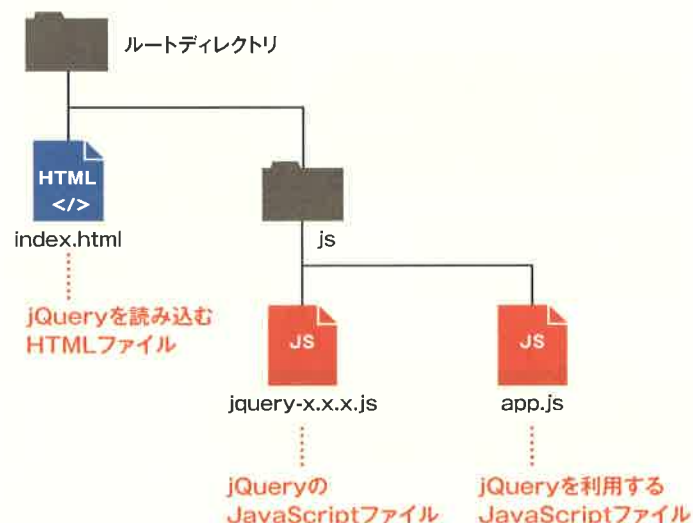 ルートディレクトリ
HTML
</>
index.html
js
jQueryを読み込む
HTMLファイル
JS
JS
jquery-x.x.x.js
app.js
jQueryの
JavaScriptファイル
jQueryを利用する
JavaScriptファイル